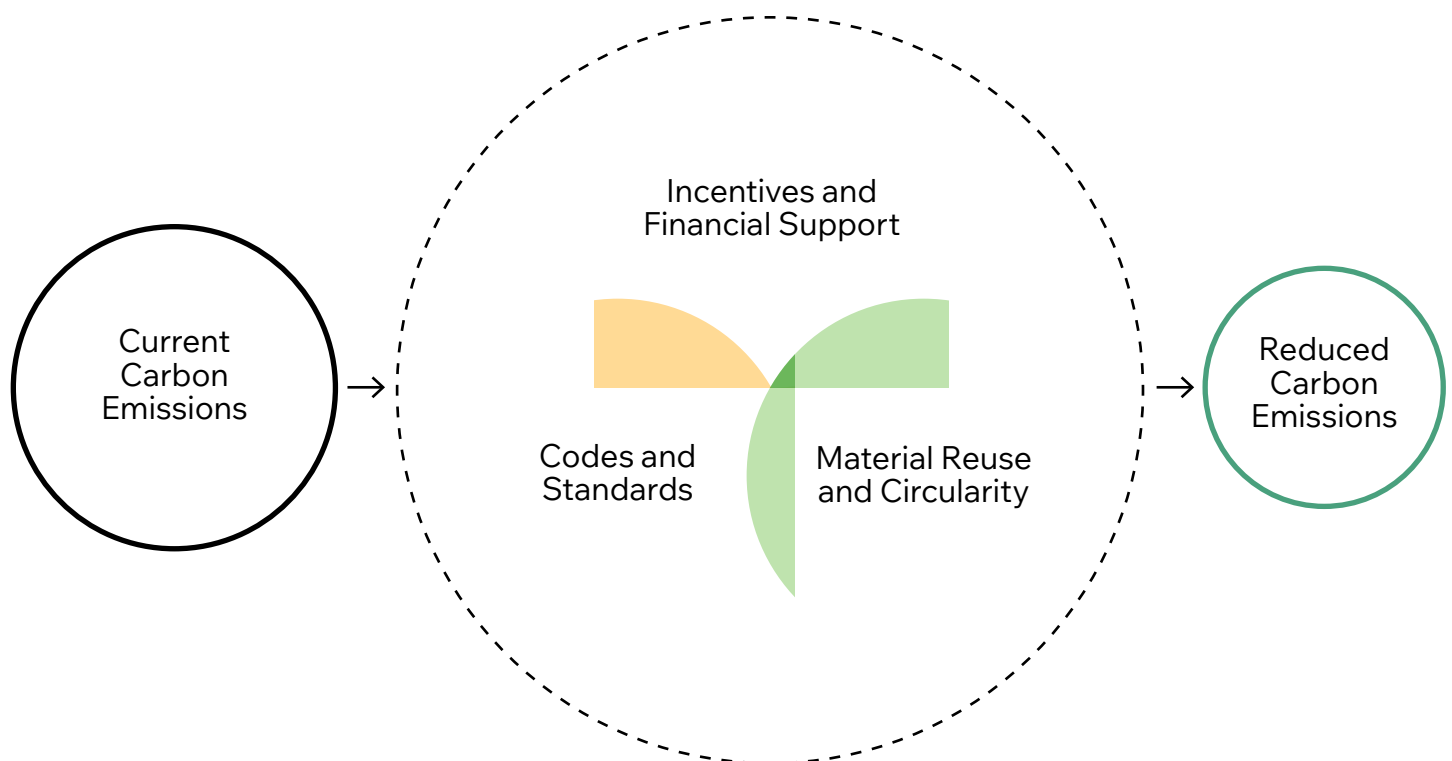 Current
Carbon
Emissions
Incentives and
Financial Support
Codes and
Standards
Material Reuse
and Circularity
Reduced
Carbon
Emissions